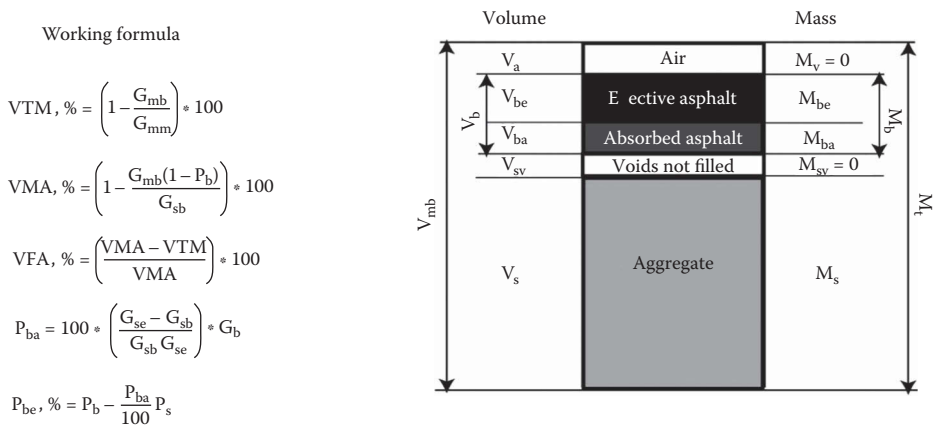 Working formula
VTM, % = (1 − G_mb / G_mm) * 100
VMA, % = (1 − G_mb(1 − P_b) / G_sb) * 100
VFA, % = (VMA − VTM / VMA) * 100
P_ba = 100 * (G_se − G_sb / G_sb G_se) * G_b
P_be, % = P_b − P_ba / 100 P_s
Volume Mass
V_a Air M_v = 0
V_be E ective asphalt M_be
V_b M_b
V_ba Absorbed asphalt M_ba
V_sv Voids not filled M_sv = 0
V_mb M_t
V_s Aggregate M_s